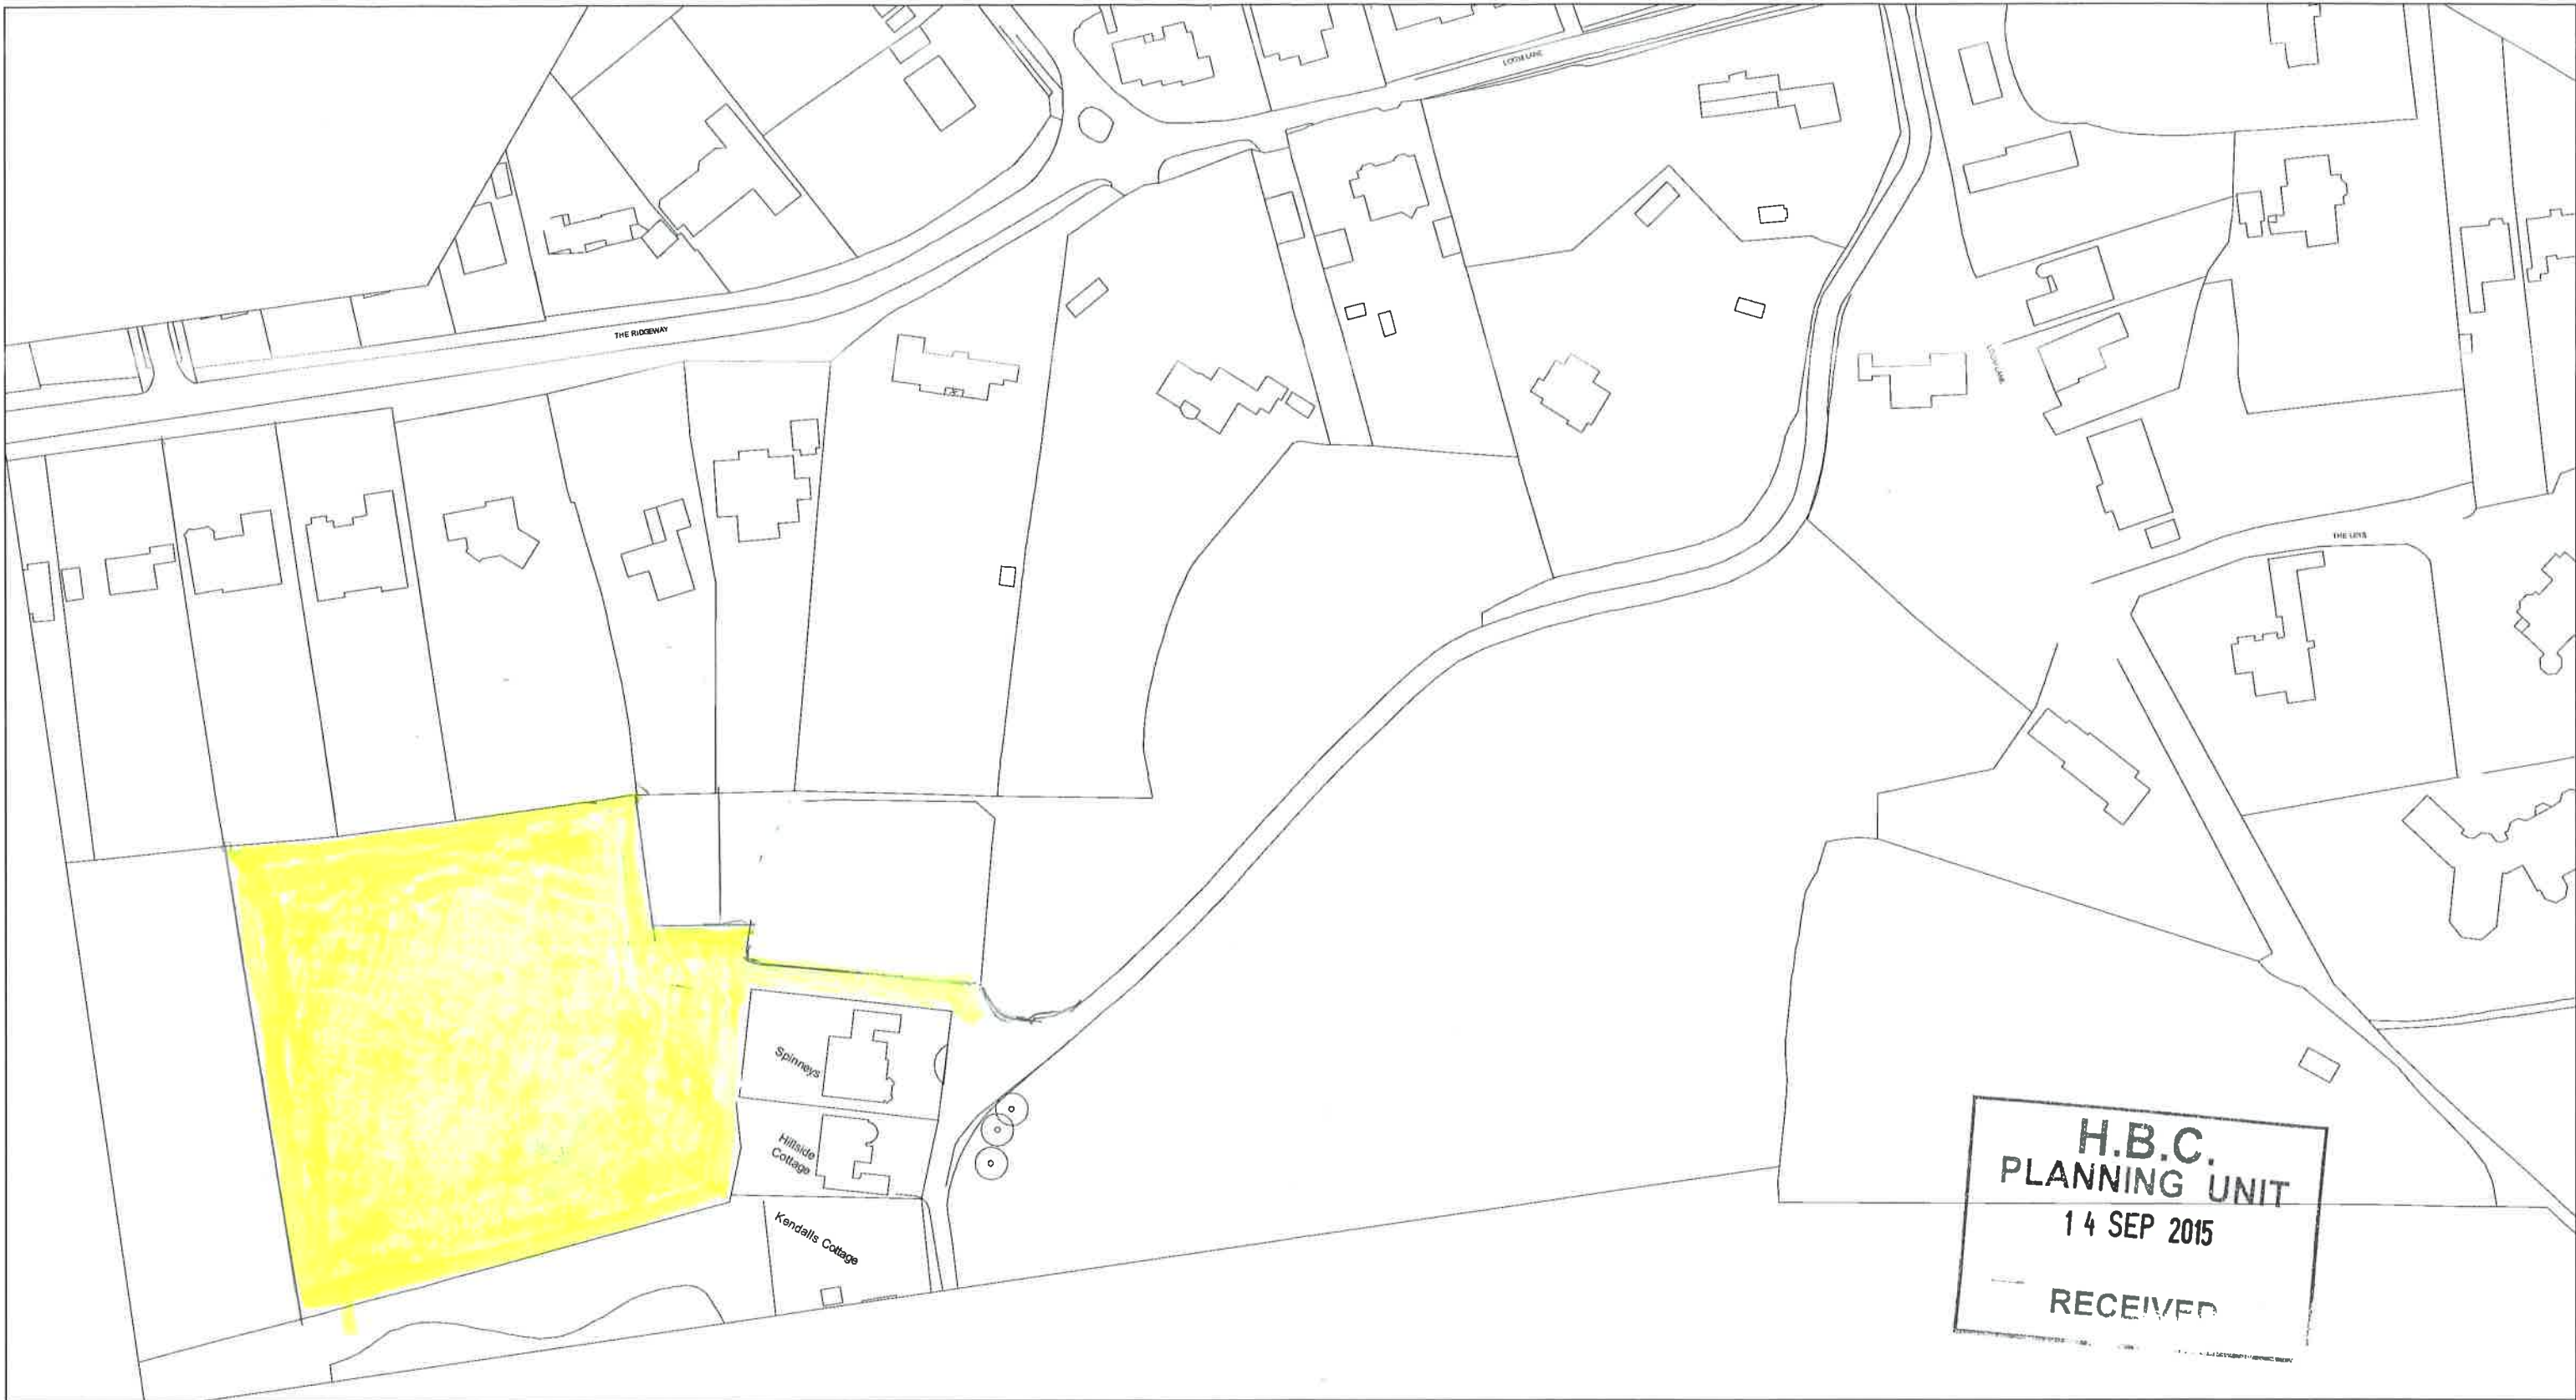 LOOM LANE
THE RIDGEWAY
LOOM LANE
THE LEYS
Spinneys
Hillside
Cottage
Kendalls Cottage
H.B.C.
PLANNING UNIT
14 SEP 2015
RECEIVED